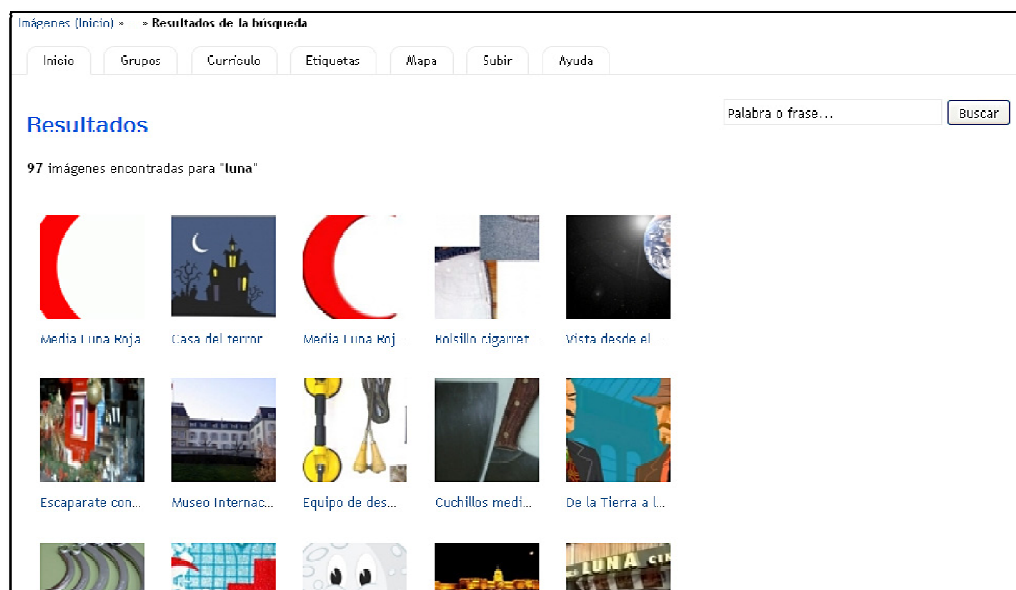 Imágenes (Inicio) » » Resultados de la búsqueda
Inicio Grupos Currículo Etiquetas Mapa Subir Ayuda
Palabra o frase... Buscar
Resultados
97 imágenes encontradas para "luna"
Media Luna Roja Casa del terror Media Luna Roj... Bolsillo cigarret... Vista desde el ...
Escaparate con... Museo Internac... Equipo de des... Cuchillos medi... De la Tierra a l...
LUNA